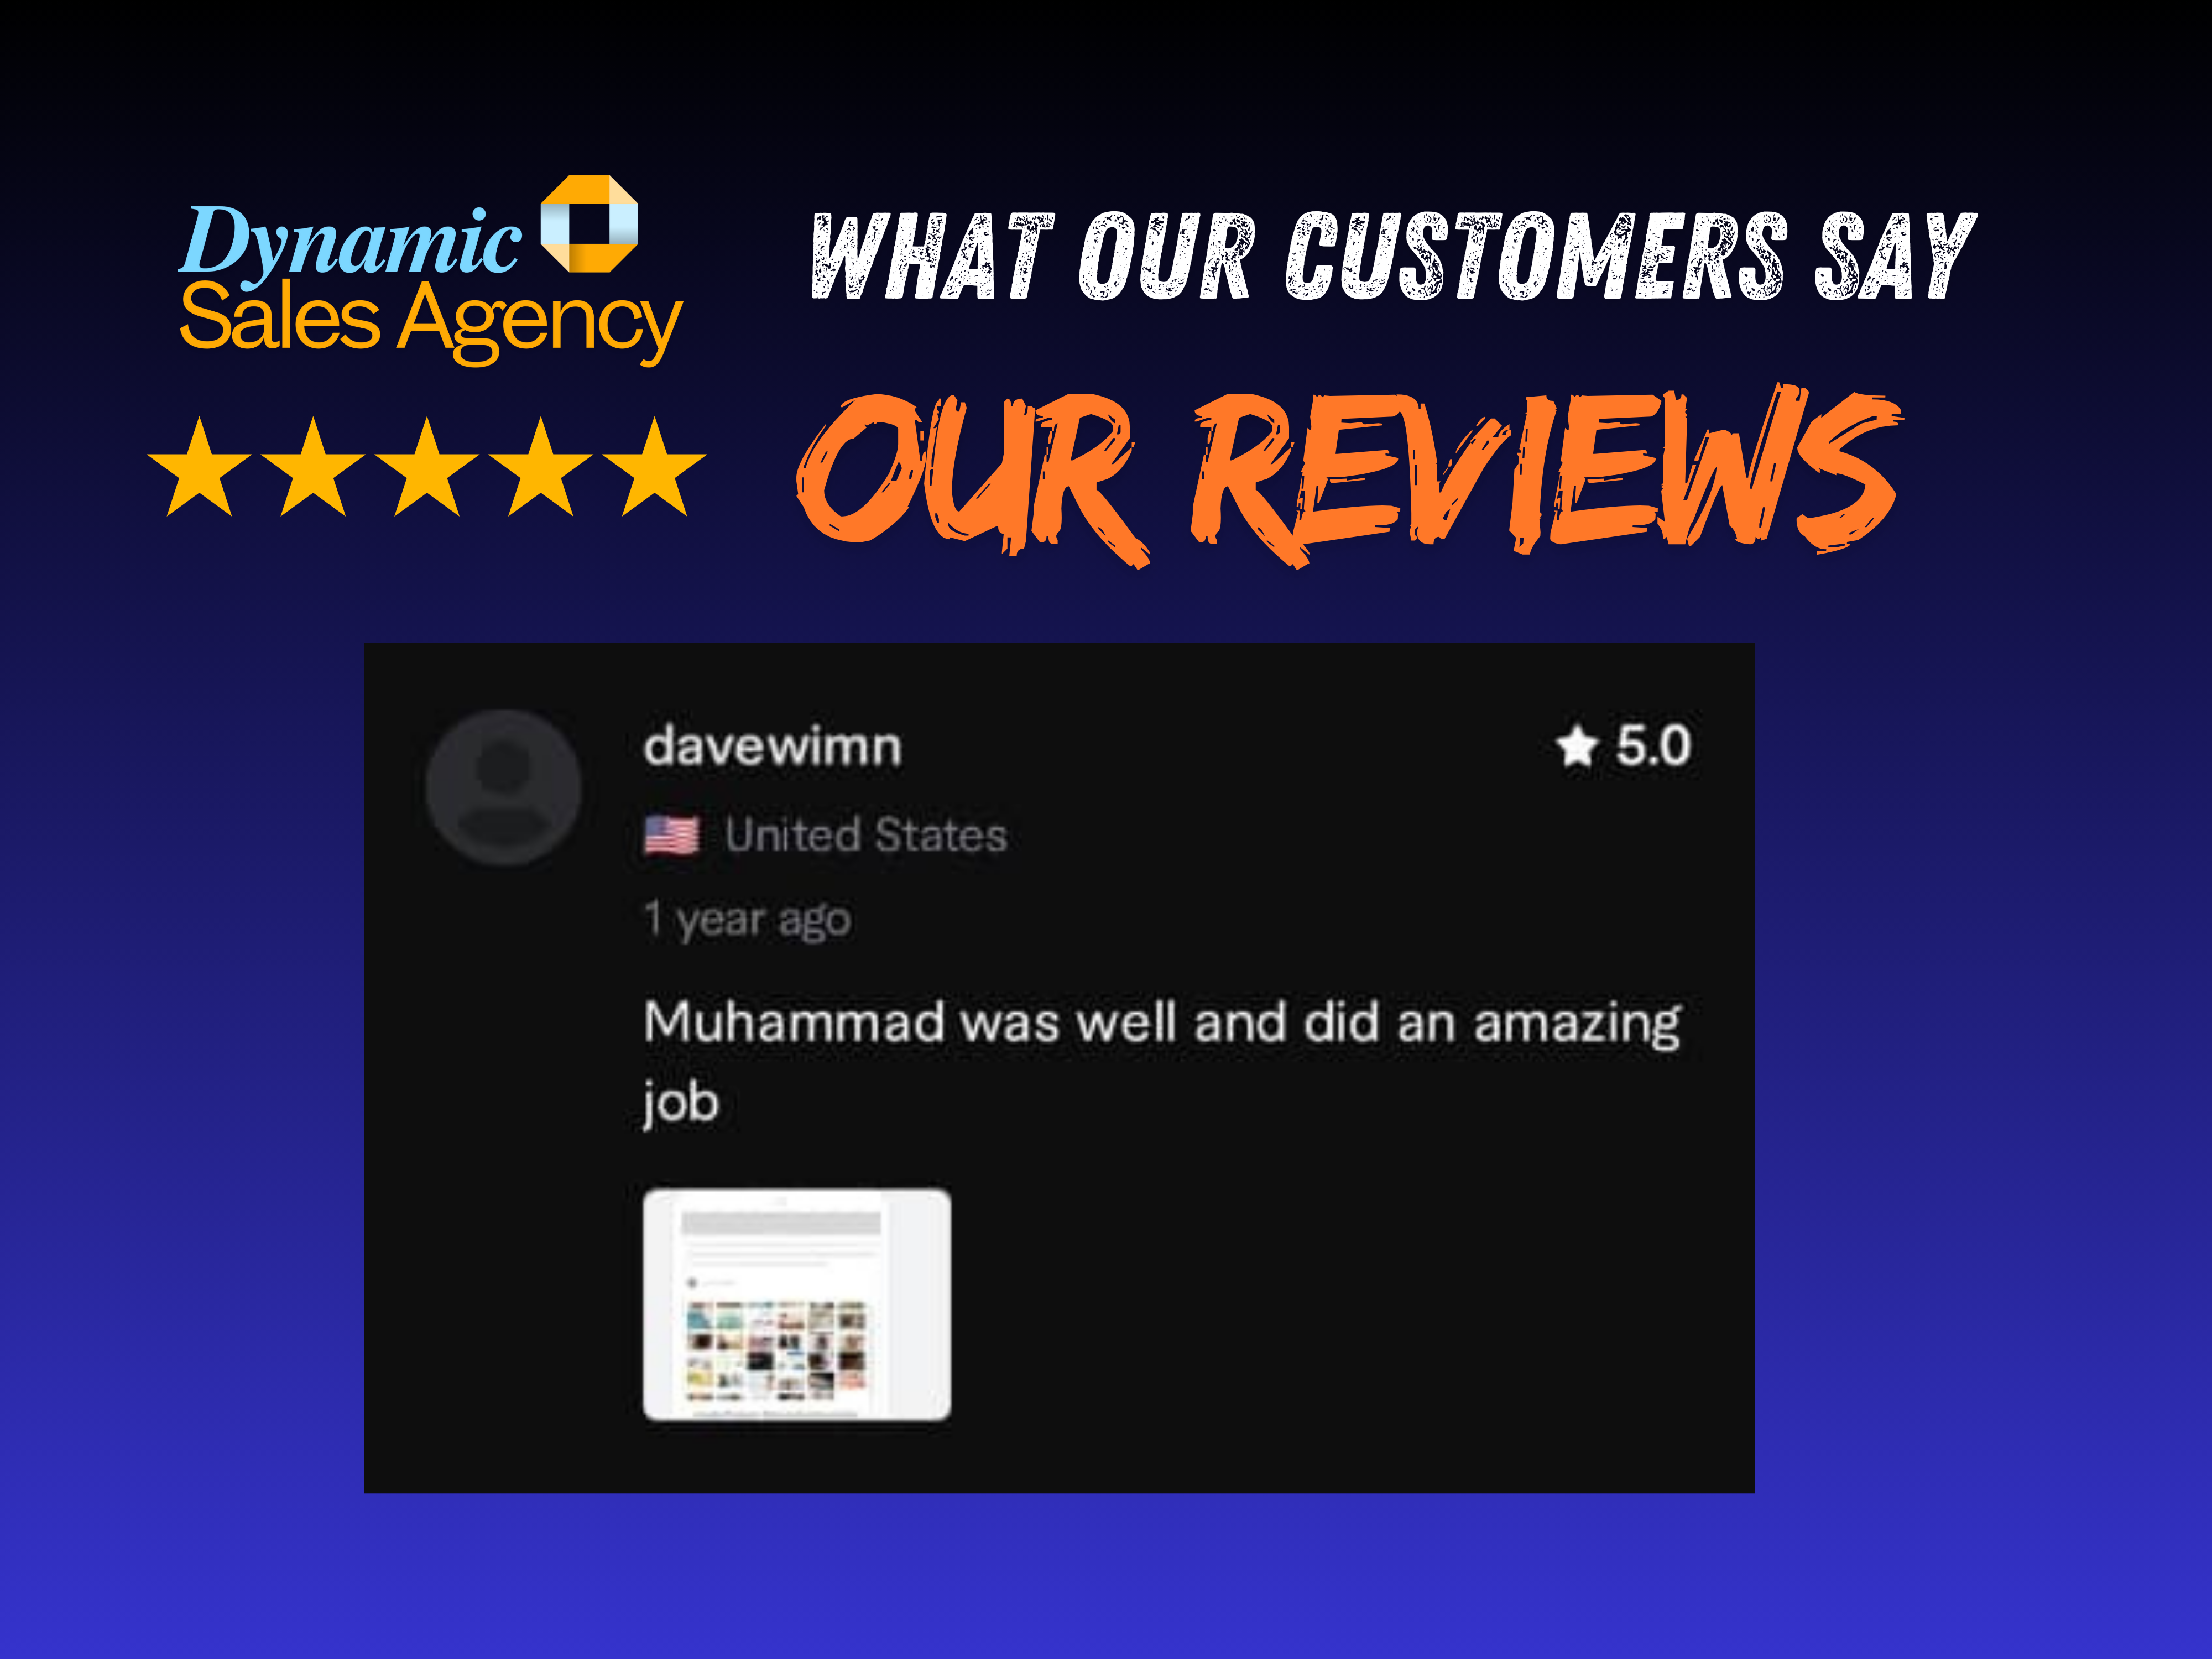 Dynamic
Sales Agency
WHAT OUR CUSTOMERS SAY
OUR REVIEWS
davewimn
5.0
United States
1 year ago
Muhammad was well and did an amazing
job